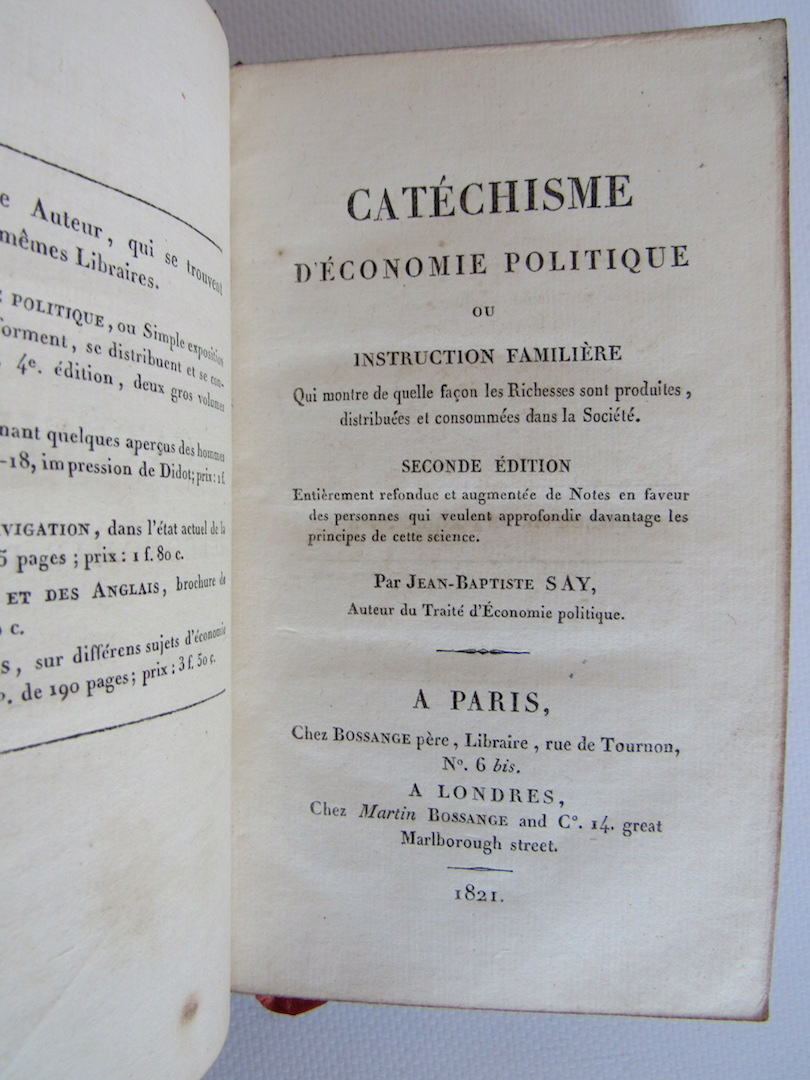 e Auteur, qui se trouvent
mêmes Libraires.
POLITIQUE, ou Simple exposition
orment, se distribuent et se con-
4e. édition, deux gros volumes
nant quelques aperçus des hommes
-18, impression de Didot; prix: 1 f.
VIGATION, dans l'état actuel de la
5 pages; prix: 1 f. 80 c.
ET DES ANGLAIS, brochure de
c.
S, sur différens sujets d'économie
º. de 190 pages; prix: 3 f. 50 c.
CATÉCHISME
D'ÉCONOMIE POLITIQUE
OU
INSTRUCTION FAMILIÈRE
Qui montre de quelle façon les Richesses sont produites,
distribuées et consommées dans la Société.
SECONDE ÉDITION
Entièrement refondue et augmentée de Notes en faveur
des personnes qui veulent approfondir davantage les
principes de cette science.
Par JEAN-BAPTISTE SAY,
Auteur du Traité d'Économie politique.
A PARIS,
Chez BOSSANGE père, Libraire, rue de Tournon,
Nº. 6 bis.
A LONDRES,
Chez Martin BOSSANGE and Cº. 14. great
Marlborough street.
1821.